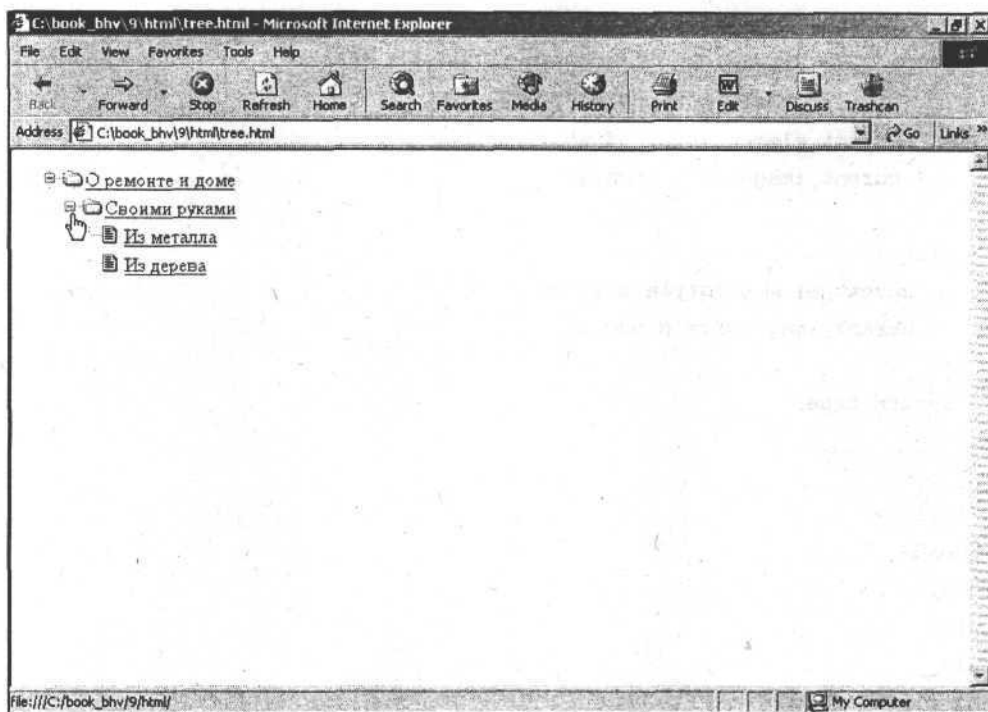 C:\book_bhv\9\html\tree.html - Microsoft Internet Explorer
File Edit View Favorites Tools Help
Back Forward Stop Refresh Home Search Favorites Media History Print Edit Discuss Trashcan
Address C:\book_bhv\9\html\tree.html Go Links »
О ремонте и доме
Своими руками
Из металла
Из дерева
file:///C:/book_bhv/9/html/ My Computer